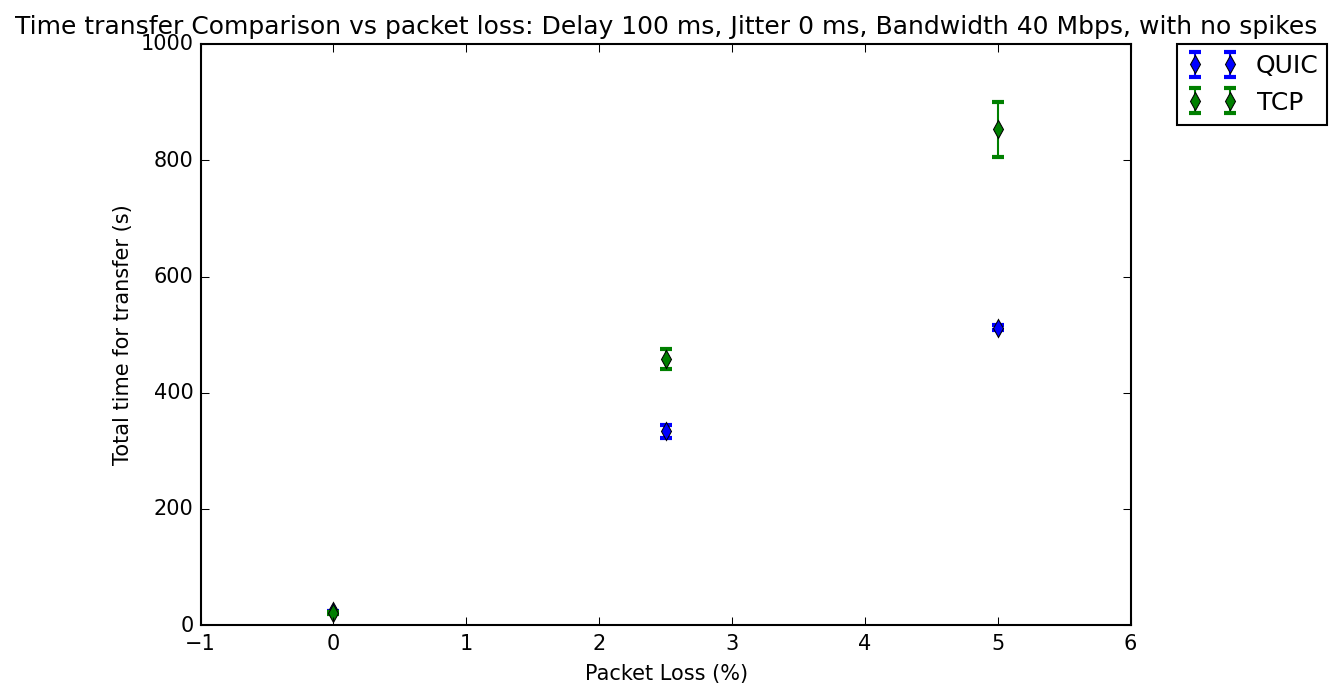 Time transfer Comparison vs packet loss: Delay 100 ms, Jitter 0 ms, Bandwidth 40 Mbps, with no spikes
1000
800
600
400
200
0
Total time for transfer (s)
−1 0 1 2 3 4 5 6
Packet Loss (%)
QUIC
TCP